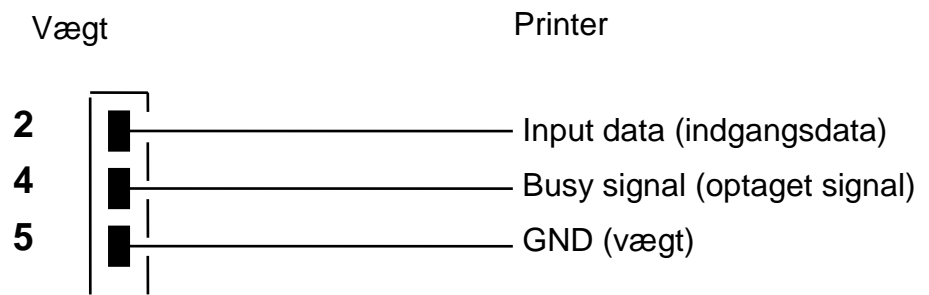 Vægt Printer
2 Input data (indgangsdata)
4 Busy signal (optaget signal)
5 GND (vægt)